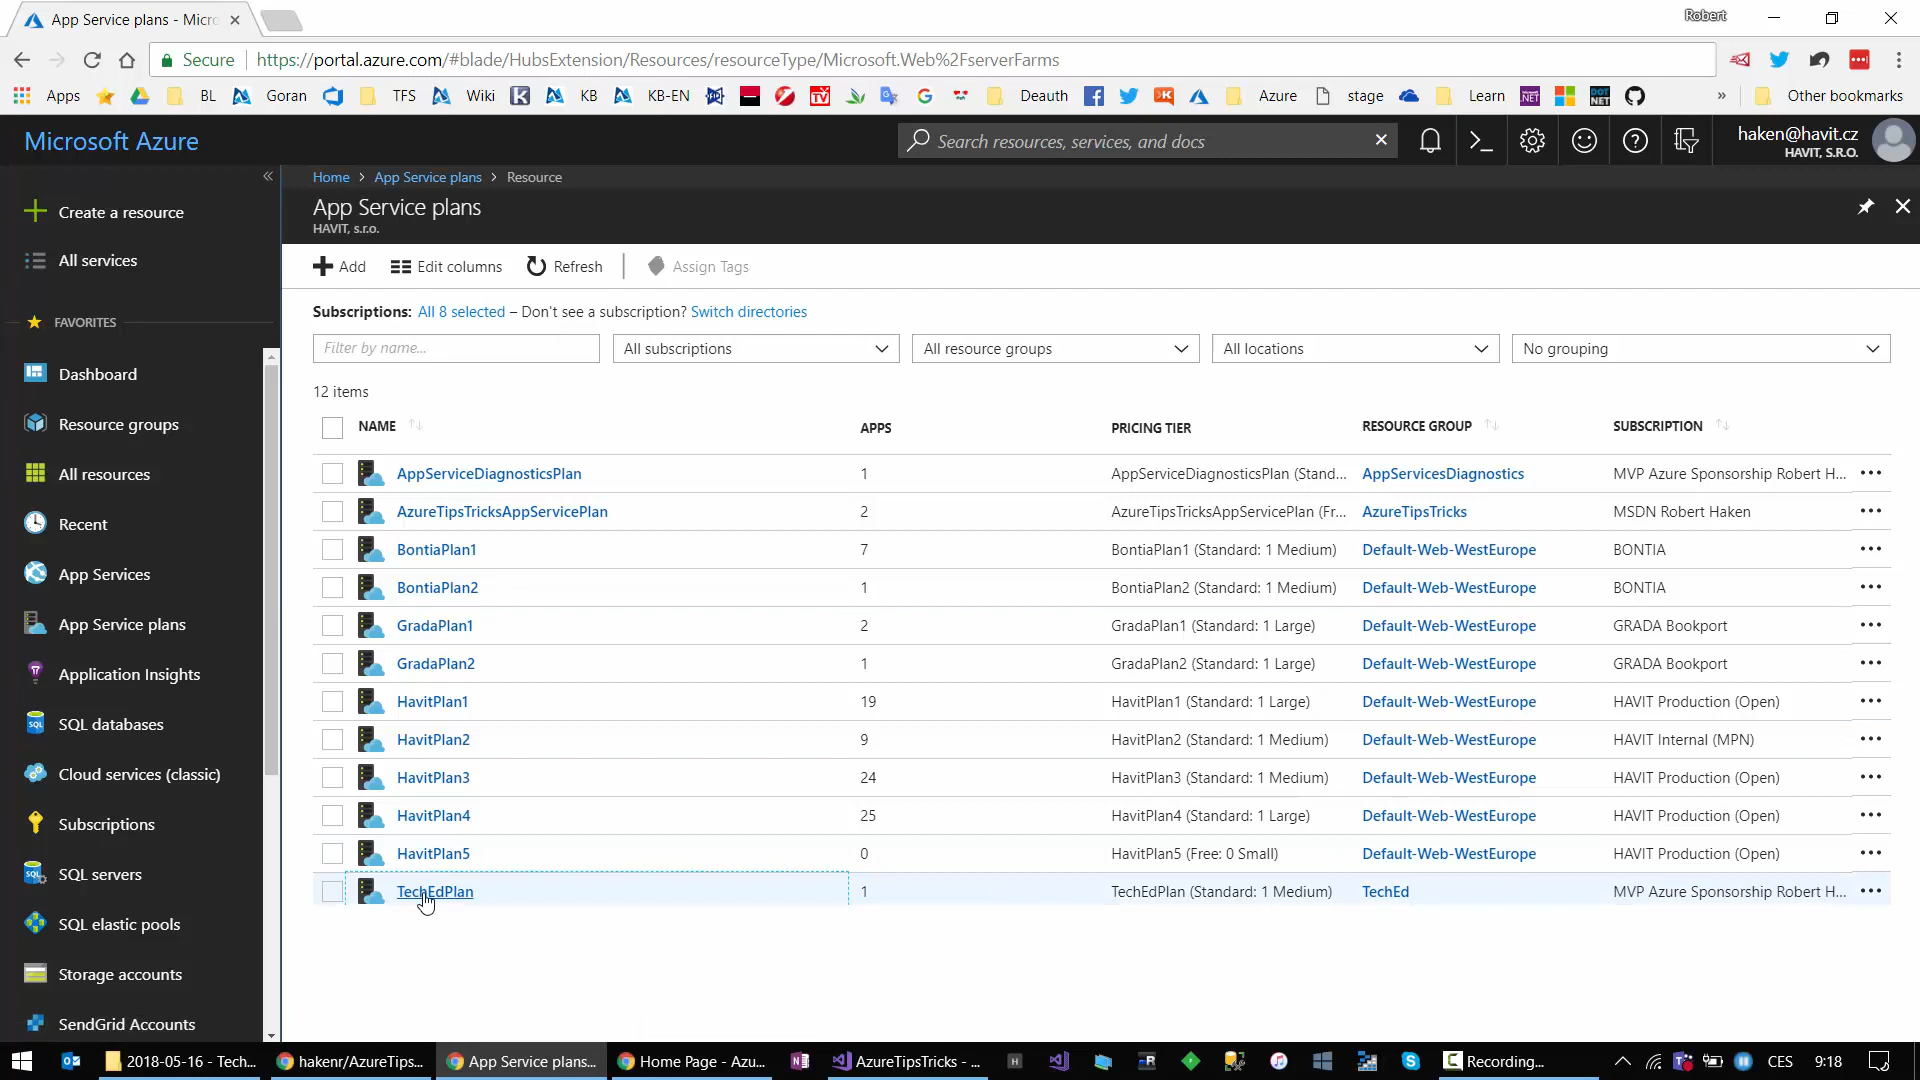 App Service plans - Micro
Robert
Secure
https://portal.azure.com/#blade/HubsExtension/Resources/resourceType/Microsoft.Web%2FserverFarms
Apps BL Goran TFS Wiki KB KB-EN Deauth Azure stage Learn » Other bookmarks
Microsoft Azure
Search resources, services, and docs
haken@havit.cz
HAVIT, S.R.O.
Create a resource
All services
FAVORITES
Dashboard
Resource groups
All resources
Recent
App Services
App Service plans
Application Insights
SQL databases
Cloud services (classic)
Subscriptions
SQL servers
SQL elastic pools
Storage accounts
SendGrid Accounts
Home > App Service plans > Resource
App Service plans
HAVIT, s.r.o.
Add Edit columns Refresh Assign Tags
Subscriptions: All 8 selected – Don't see a subscription? Switch directories
Filter by name... All subscriptions All resource groups All locations No grouping
12 items
NAME APPS PRICING TIER RESOURCE GROUP SUBSCRIPTION
AppServiceDiagnosticsPlan 1 AppServiceDiagnosticsPlan (Stand... AppServicesDiagnostics MVP Azure Sponsorship Robert H...
AzureTipsTricksAppServicePlan 2 AzureTipsTricksAppServicePlan (Fr... AzureTipsTricks MSDN Robert Haken
BontiaPlan1 7 BontiaPlan1 (Standard: 1 Medium) Default-Web-WestEurope BONTIA
BontiaPlan2 1 BontiaPlan2 (Standard: 1 Medium) Default-Web-WestEurope BONTIA
GradaPlan1 2 GradaPlan1 (Standard: 1 Large) Default-Web-WestEurope GRADA Bookport
GradaPlan2 1 GradaPlan2 (Standard: 1 Large) Default-Web-WestEurope GRADA Bookport
HavitPlan1 19 HavitPlan1 (Standard: 1 Large) Default-Web-WestEurope HAVIT Production (Open)
HavitPlan2 9 HavitPlan2 (Standard: 1 Medium) Default-Web-WestEurope HAVIT Internal (MPN)
HavitPlan3 24 HavitPlan3 (Standard: 1 Medium) Default-Web-WestEurope HAVIT Production (Open)
HavitPlan4 25 HavitPlan4 (Standard: 1 Large) Default-Web-WestEurope HAVIT Production (Open)
HavitPlan5 0 HavitPlan5 (Free: 0 Small) Default-Web-WestEurope HAVIT Production (Open)
TechEdPlan 1 TechEdPlan (Standard: 1 Medium) TechEd MVP Azure Sponsorship Robert H...
2018-05-16 - Tech... hakenr/AzureTips... App Service plans... Home Page - Azu... AzureTipsTricks - ... Recording... CES 9:18